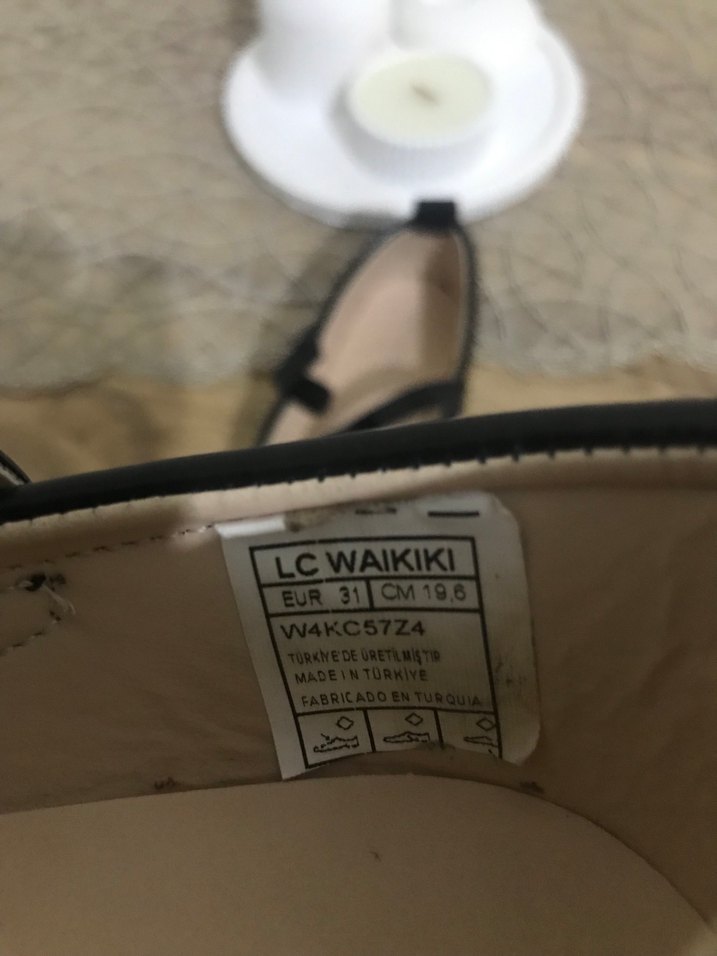 LC WAIKIKI
EUR 31 CM 19,6
W4KC57Z4
TÜRKİYE'DE ÜRETİLMİŞTİR
MADE IN TÜRKİYE
FABRICADO EN TURQUIA